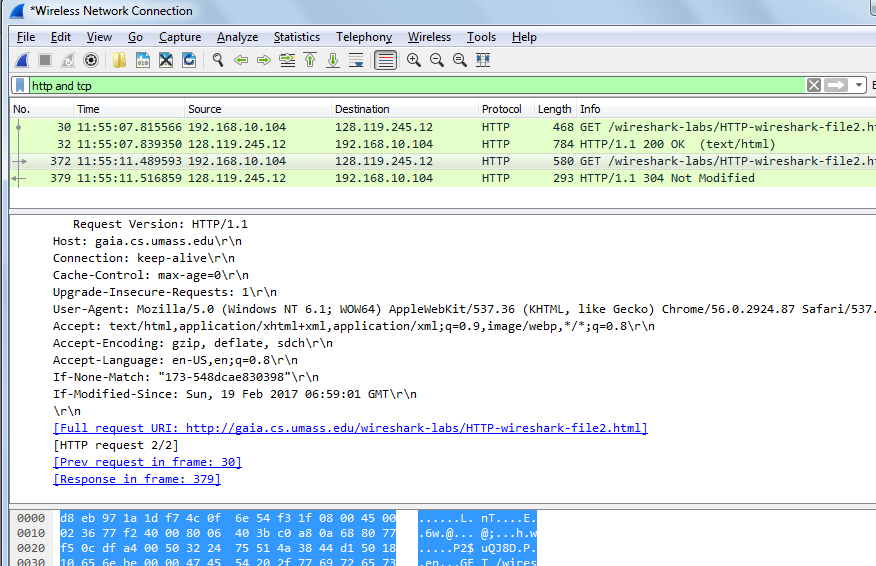 *Wireless Network Connection
File Edit View Go Capture Analyze Statistics Telephony Wireless Tools Help
http and tcp
No. Time Source Destination Protocol Length Info
30 11:55:07.815566 192.168.10.104 128.119.245.12 HTTP 468 GET /wireshark-labs/HTTP-wireshark-file2.ht
32 11:55:07.839350 128.119.245.12 192.168.10.104 HTTP 784 HTTP/1.1 200 OK (text/html)
372 11:55:11.489593 192.168.10.104 128.119.245.12 HTTP 580 GET /wireshark-labs/HTTP-wireshark-file2.ht
379 11:55:11.516859 128.119.245.12 192.168.10.104 HTTP 293 HTTP/1.1 304 Not Modified
Request Version: HTTP/1.1
Host: gaia.cs.umass.edu\r\n
Connection: keep-alive\r\n
Cache-Control: max-age=0\r\n
Upgrade-Insecure-Requests: 1\r\n
User-Agent: Mozilla/5.0 (Windows NT 6.1; WOW64) AppleWebKit/537.36 (KHTML, like Gecko) Chrome/56.0.2924.87 Safari/537.
Accept: text/html,application/xhtml+xml,application/xml;q=0.9,image/webp,*/*;q=0.8\r\n
Accept-Encoding: gzip, deflate, sdch\r\n
Accept-Language: en-US,en;q=0.8\r\n
If-None-Match: "173-548dcae830398"\r\n
If-Modified-Since: Sun, 19 Feb 2017 06:59:01 GMT\r\n
\r\n
[Full request URI: http://gaia.cs.umass.edu/wireshark-labs/HTTP-wireshark-file2.html]
[HTTP request 2/2]
[Prev request in frame: 30]
[Response in frame: 379]
0000 d8 eb 97 1a 1d f7 4c 0f 6e 54 f3 1f 08 00 45 00 ......L. nT....E.
0010 02 36 77 f2 40 00 80 06 40 3b c0 a8 0a 68 80 77 .6w.@... @;...h.w
0020 f5 0c df a4 00 50 32 24 75 51 4a 38 44 d1 50 18 .....P2$ uQJ8D.P.
0030 10 65 6e be 00 00 47 45 54 20 2f 77 69 72 65 73 .en...GE T /wires